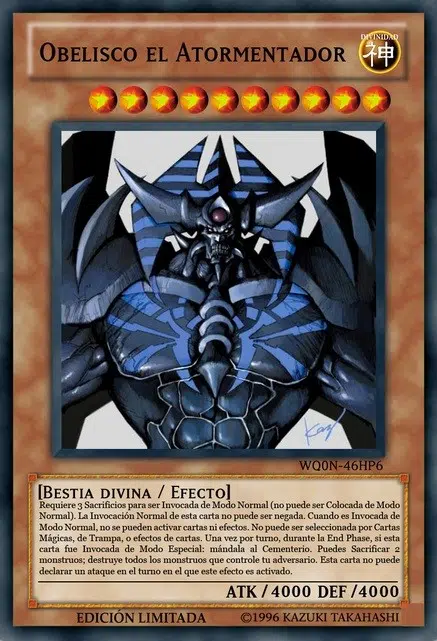 Obelisco el Atormentador
DIVINIDAD
神
WQ0N-46HP6
[Bestia divina / Efecto]
Requiere 3 Sacrificios para ser Invocada de Modo Normal (no puede ser Colocada de Modo
Normal). La Invocación Normal de esta carta no puede ser negada. Cuando es Invocada de
Modo Normal, no se pueden activar cartas ni efectos. No puede ser seleccionada por Cartas
Mágicas, de Trampa, o efectos de cartas. Una vez por turno, durante la End Phase, si esta
carta fue Invocada de Modo Especial: mándala al Cementerio. Puedes Sacrificar 2
monstruos; destruye todos los monstruos que controle tu adversario. Esta carta no puede
declarar un ataque en el turno en el que este efecto es activado.
ATK / 4000 DEF /4000
EDICIÓN LIMITADA
©1996 KAZUKI TAKAHASHI